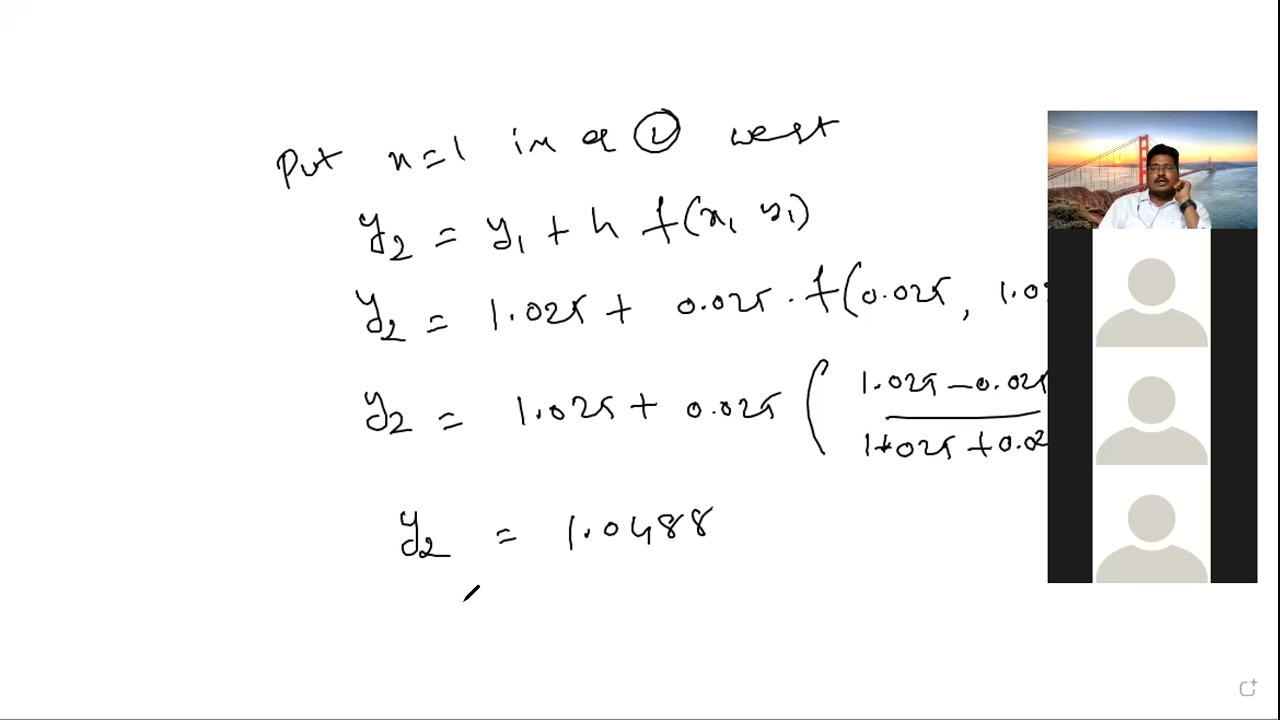 Put n=1 in eq ① we get
y₂ = y₁ + h f(x₁ y₁)
y₂ = 1.025 + 0.025 · f(0.025, 1.0
y₂ = 1.025 + 0.025 ( 1.025 – 0.025 / 1.025 + 0.02
y₂ = 1.0488